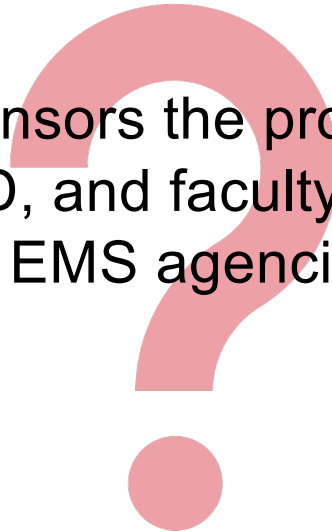 nsors the pro
D, and faculty
EMS agenci